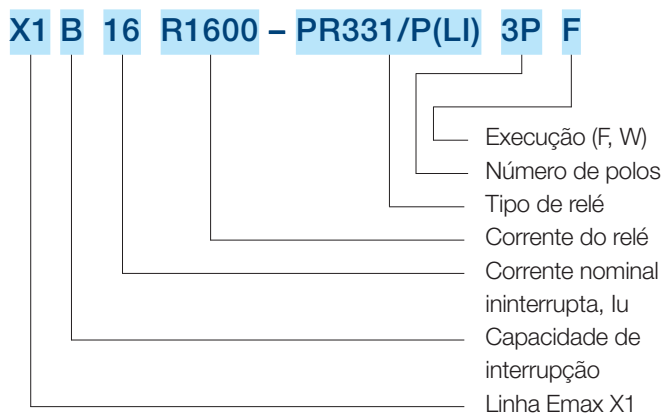 X1 B 16 R1600 – PR331/P(LI) 3P F
Execução (F, W)
Número de polos
Tipo de relé
Corrente do relé
Corrente nominal
ininterrupta, Iu
Capacidade de
interrupção
Linha Emax X1